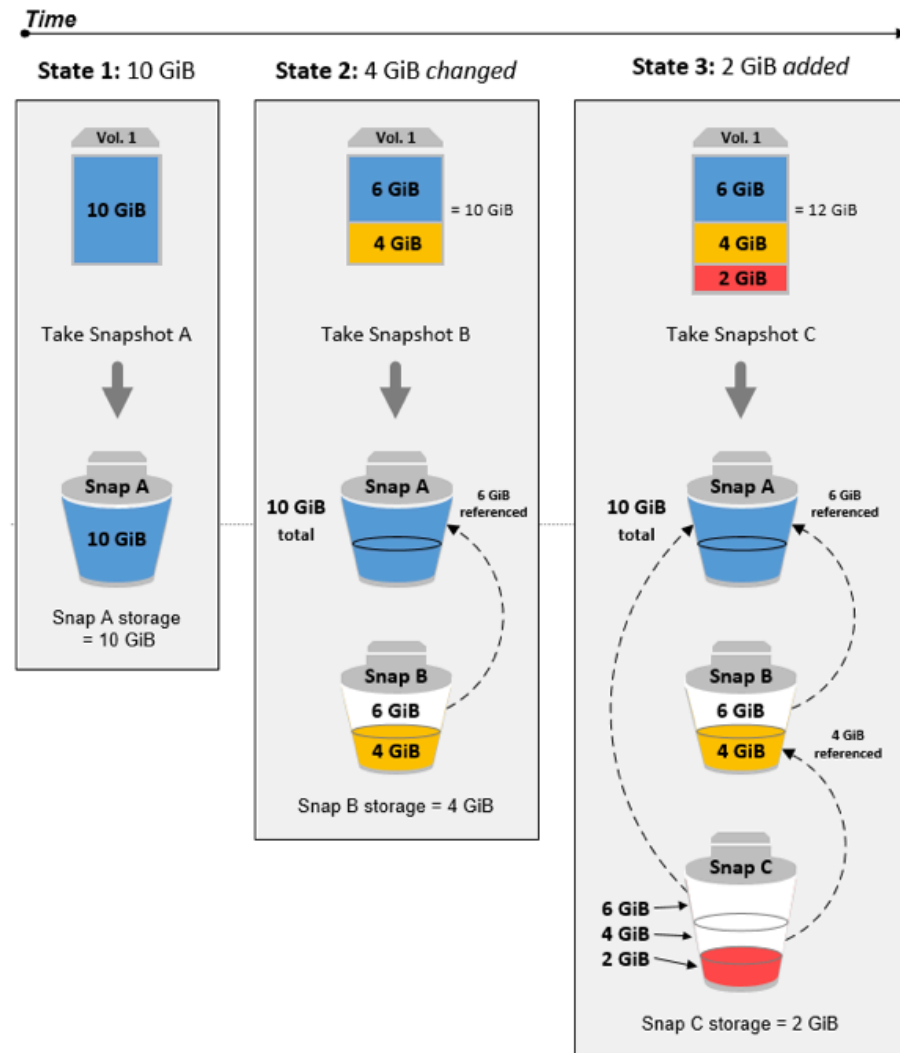 Time
State 1: 10 GiB
Vol. 1
10 GiB
Take Snapshot A
Snap A
10 GiB
Snap A storage
= 10 GiB
State 2: 4 GiB changed
Vol. 1
6 GiB
= 10 GiB
4 GiB
Take Snapshot B
Snap A
10 GiB
total
6 GiB
referenced
Snap B
6 GiB
4 GiB
Snap B storage = 4 GiB
State 3: 2 GiB added
Vol. 1
6 GiB
= 12 GiB
4 GiB
2 GiB
Take Snapshot C
Snap A
10 GiB
total
6 GiB
referenced
Snap B
6 GiB
4 GiB
4 GiB
referenced
Snap C
6 GiB
4 GiB
2 GiB
Snap C storage = 2 GiB